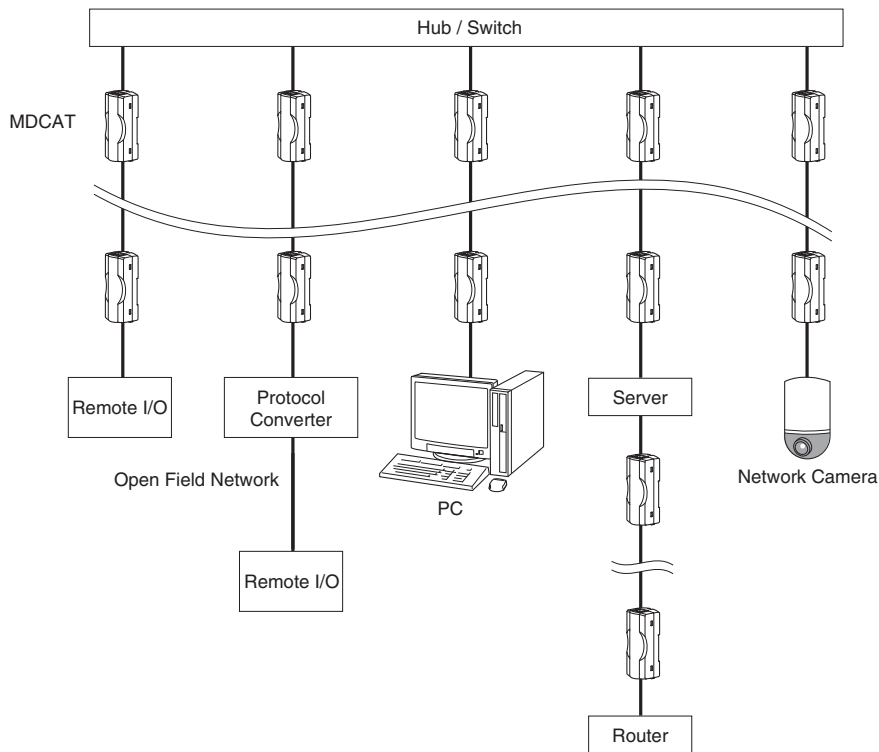 Hub / Switch
MDCAT
Remote I/O
Protocol
Converter
Server
Open Field Network
PC
Network Camera
Remote I/O
Router